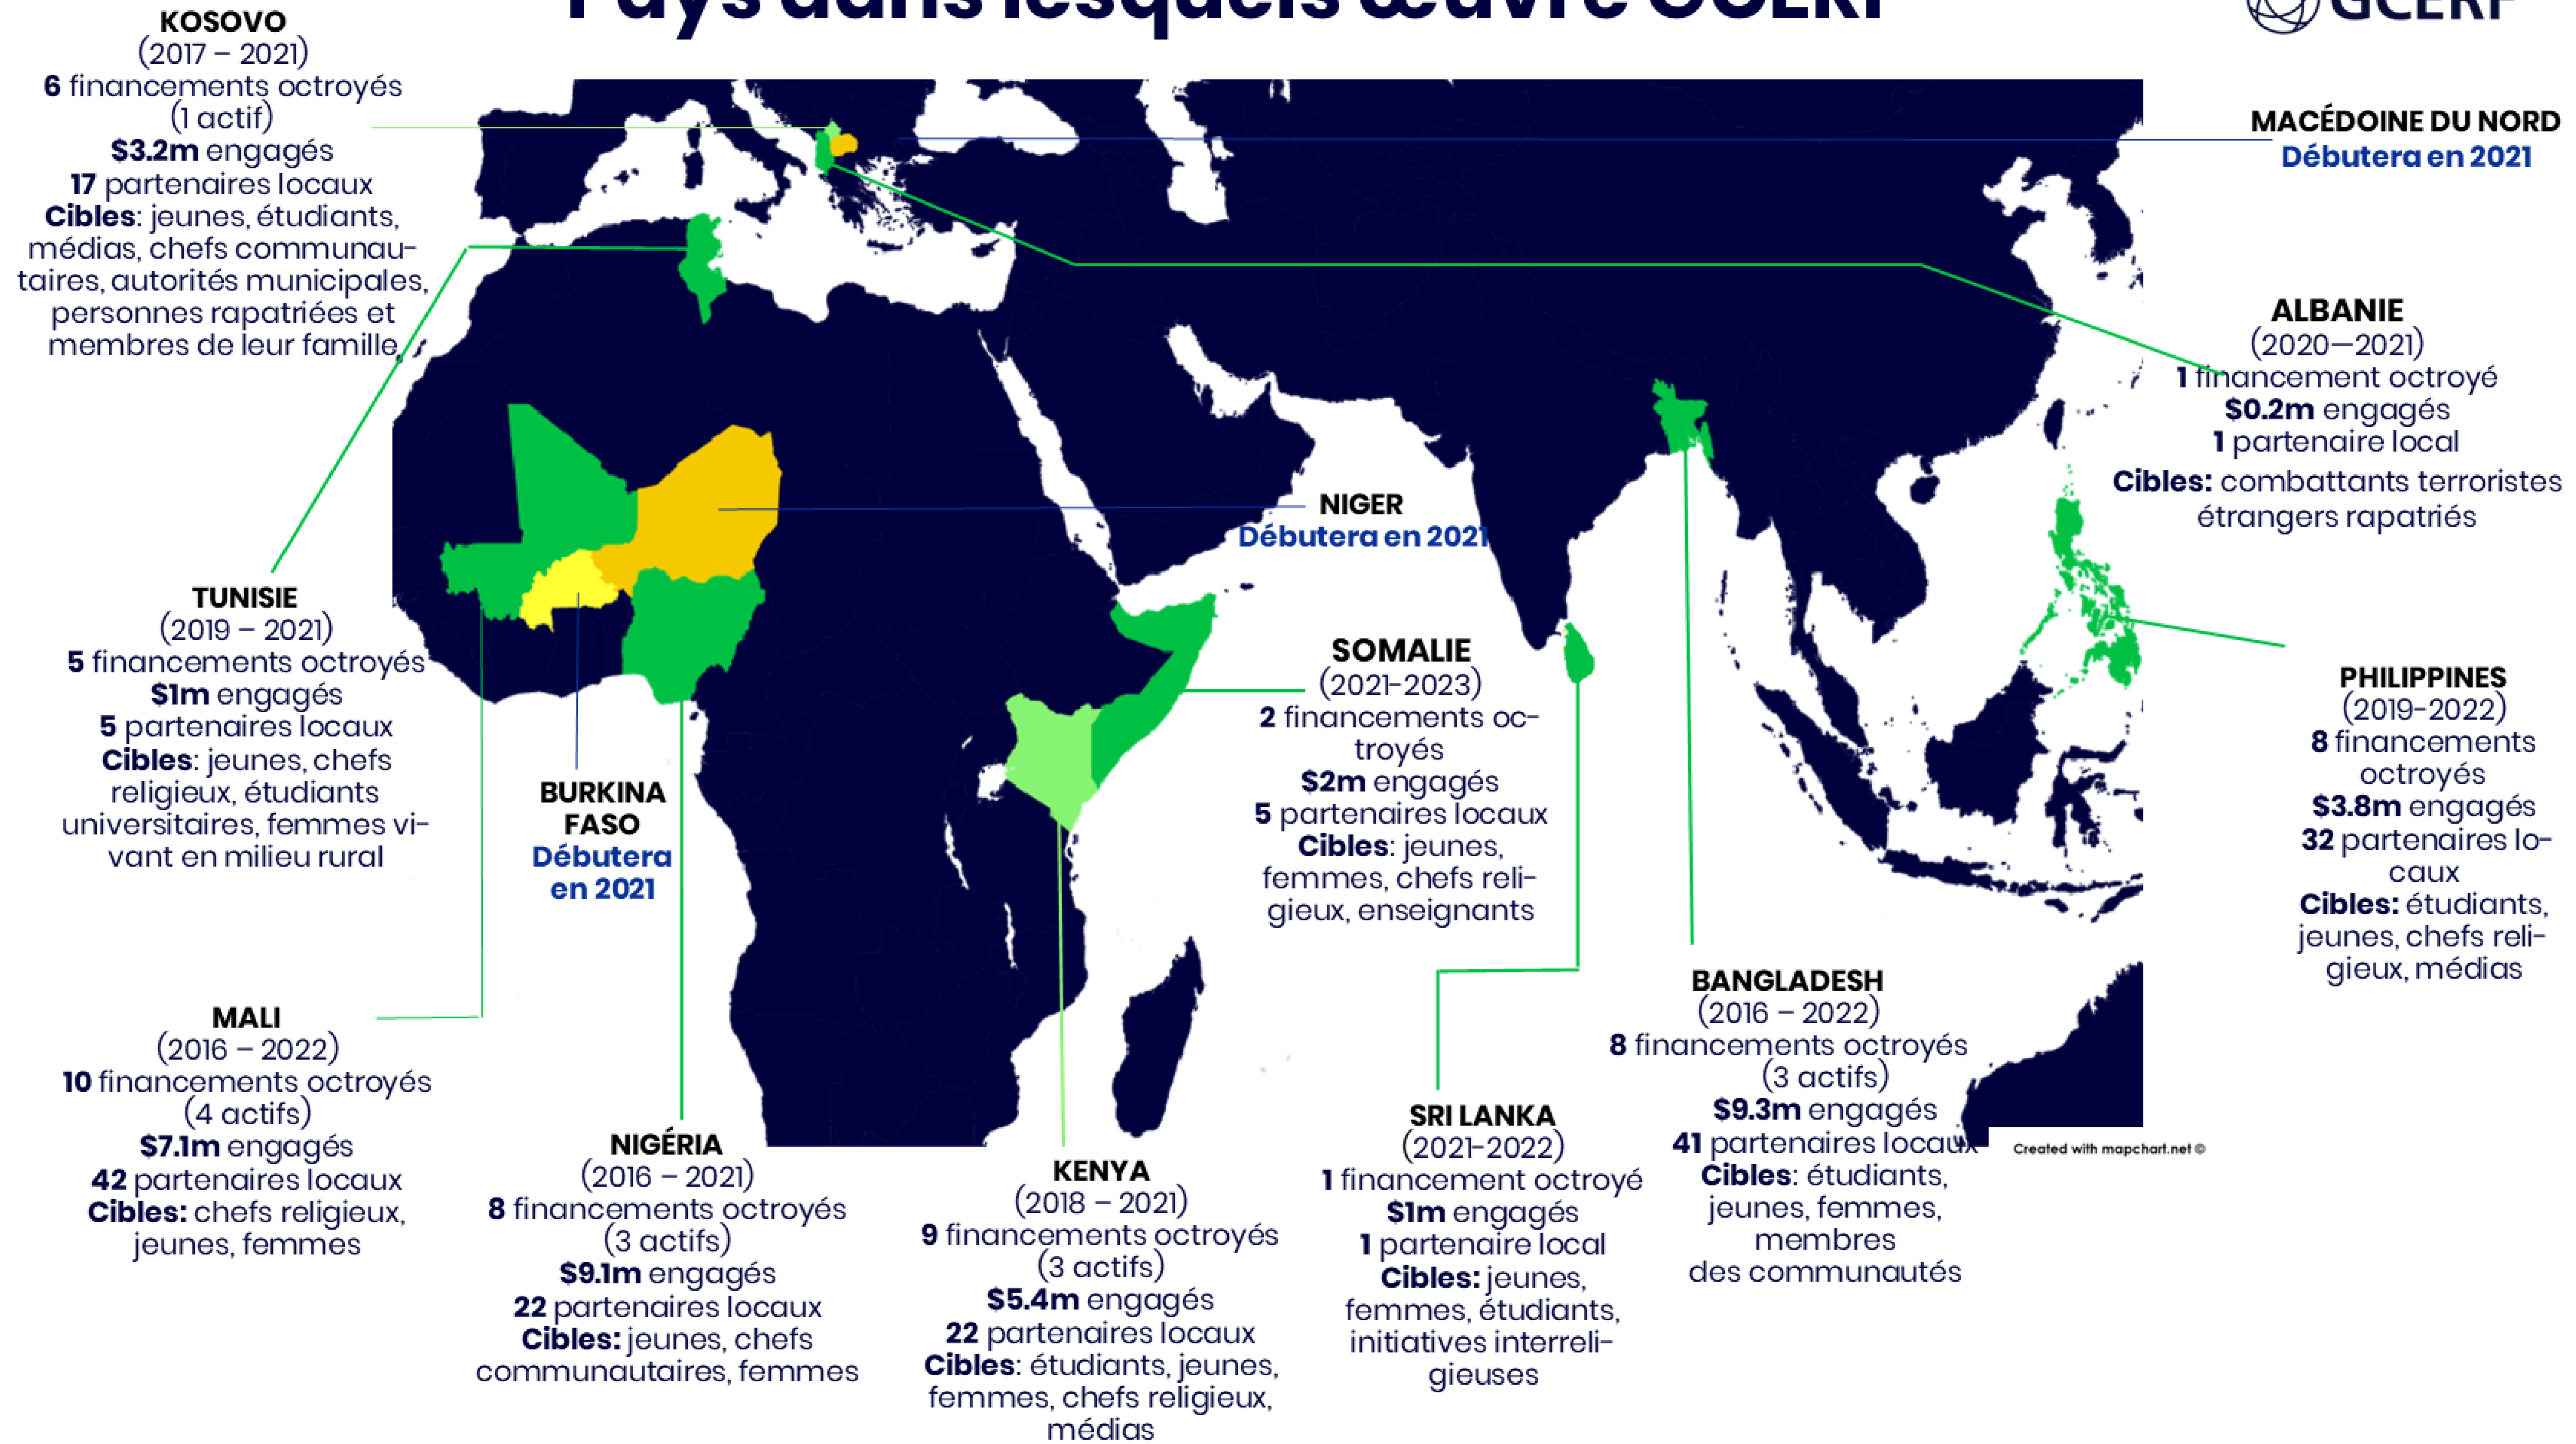 Pays dans lesquels œuvre GCERF
GCERF
KOSOVO
(2017 – 2021)
6 financements octroyés
(1 actif)
$3.2m engagés
17 partenaires locaux
Cibles: jeunes, étudiants,
médias, chefs communau-
taires, autorités municipales,
personnes rapatriées et
membres de leur famille
MACÉDOINE DU NORD
Débutera en 2021
ALBANIE
(2020—2021)
1 financement octroyé
$0.2m engagés
1 partenaire local
Cibles: combattants terroristes
étrangers rapatriés
NIGER
Débutera en 2021
TUNISIE
(2019 – 2021)
5 financements octroyés
$1m engagés
5 partenaires locaux
Cibles: jeunes, chefs
religieux, étudiants
universitaires, femmes vi-
vant en milieu rural
SOMALIE
(2021-2023)
2 financements oc-
troyés
$2m engagés
5 partenaires locaux
Cibles: jeunes,
femmes, chefs reli-
gieux, enseignants
PHILIPPINES
(2019-2022)
8 financements
octroyés
$3.8m engagés
32 partenaires lo-
caux
Cibles: étudiants,
jeunes, chefs reli-
gieux, médias
BURKINA
FASO
Débutera
en 2021
MALI
(2016 – 2022)
10 financements octroyés
(4 actifs)
$7.1m engagés
42 partenaires locaux
Cibles: chefs religieux,
jeunes, femmes
NIGÉRIA
(2016 – 2021)
8 financements octroyés
(3 actifs)
$9.1m engagés
22 partenaires locaux
Cibles: jeunes, chefs
communautaires, femmes
KENYA
(2018 – 2021)
9 financements octroyés
(3 actifs)
$5.4m engagés
22 partenaires locaux
Cibles: étudiants, jeunes,
femmes, chefs religieux,
médias
SRI LANKA
(2021-2022)
1 financement octroyé
$1m engagés
1 partenaire local
Cibles: jeunes,
femmes, étudiants,
initiatives interreli-
gieuses
BANGLADESH
(2016 – 2022)
8 financements octroyés
(3 actifs)
$9.3m engagés
41 partenaires locaux
Cibles: étudiants,
jeunes, femmes,
membres
des communautés
Created with mapchart.net ©